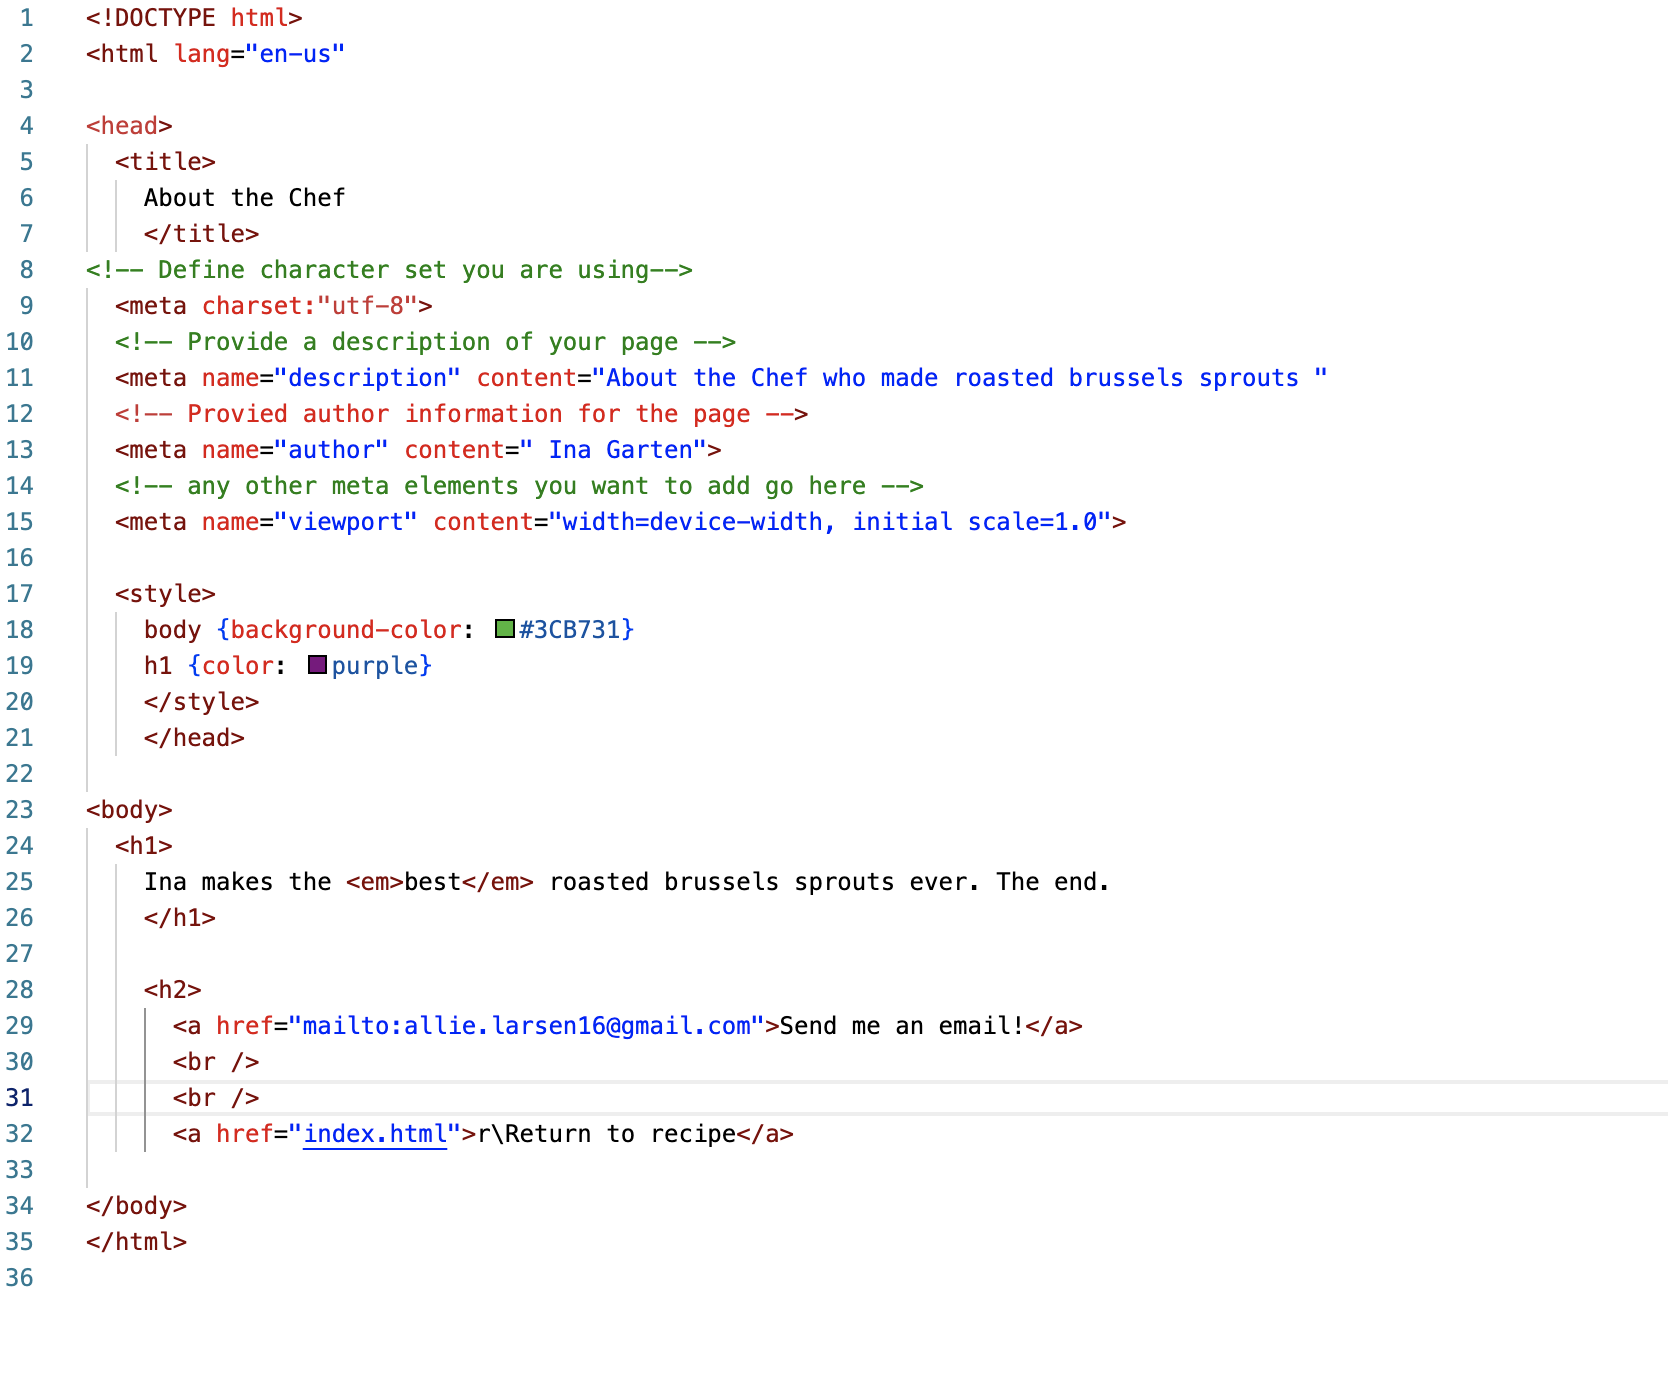 1 <!DOCTYPE html>
2 <html lang="en-us"
3
4 <head>
5 <title>
6 About the Chef
7 </title>
8 <!-- Define character set you are using-->
9 <meta charset:"utf-8">
10 <!-- Provide a description of your page -->
11 <meta name="description" content="About the Chef who made roasted brussels sprouts "
12 <!-- Provied author information for the page -->
13 <meta name="author" content=" Ina Garten">
14 <!-- any other meta elements you want to add go here -->
15 <meta name="viewport" content="width=device-width, initial scale=1.0">
16
17 <style>
18 body {background-color: #3CB731}
19 h1 {color: purple}
20 </style>
21 </head>
22
23 <body>
24 <h1>
25 Ina makes the <em>best</em> roasted brussels sprouts ever. The end.
26 </h1>
27
28 <h2>
29 <a href="mailto:allie.larsen16@gmail.com">Send me an email!</a>
30 <br />
31 <br />
32 <a href="index.html">r\Return to recipe</a>
33
34 </body>
35 </html>
36